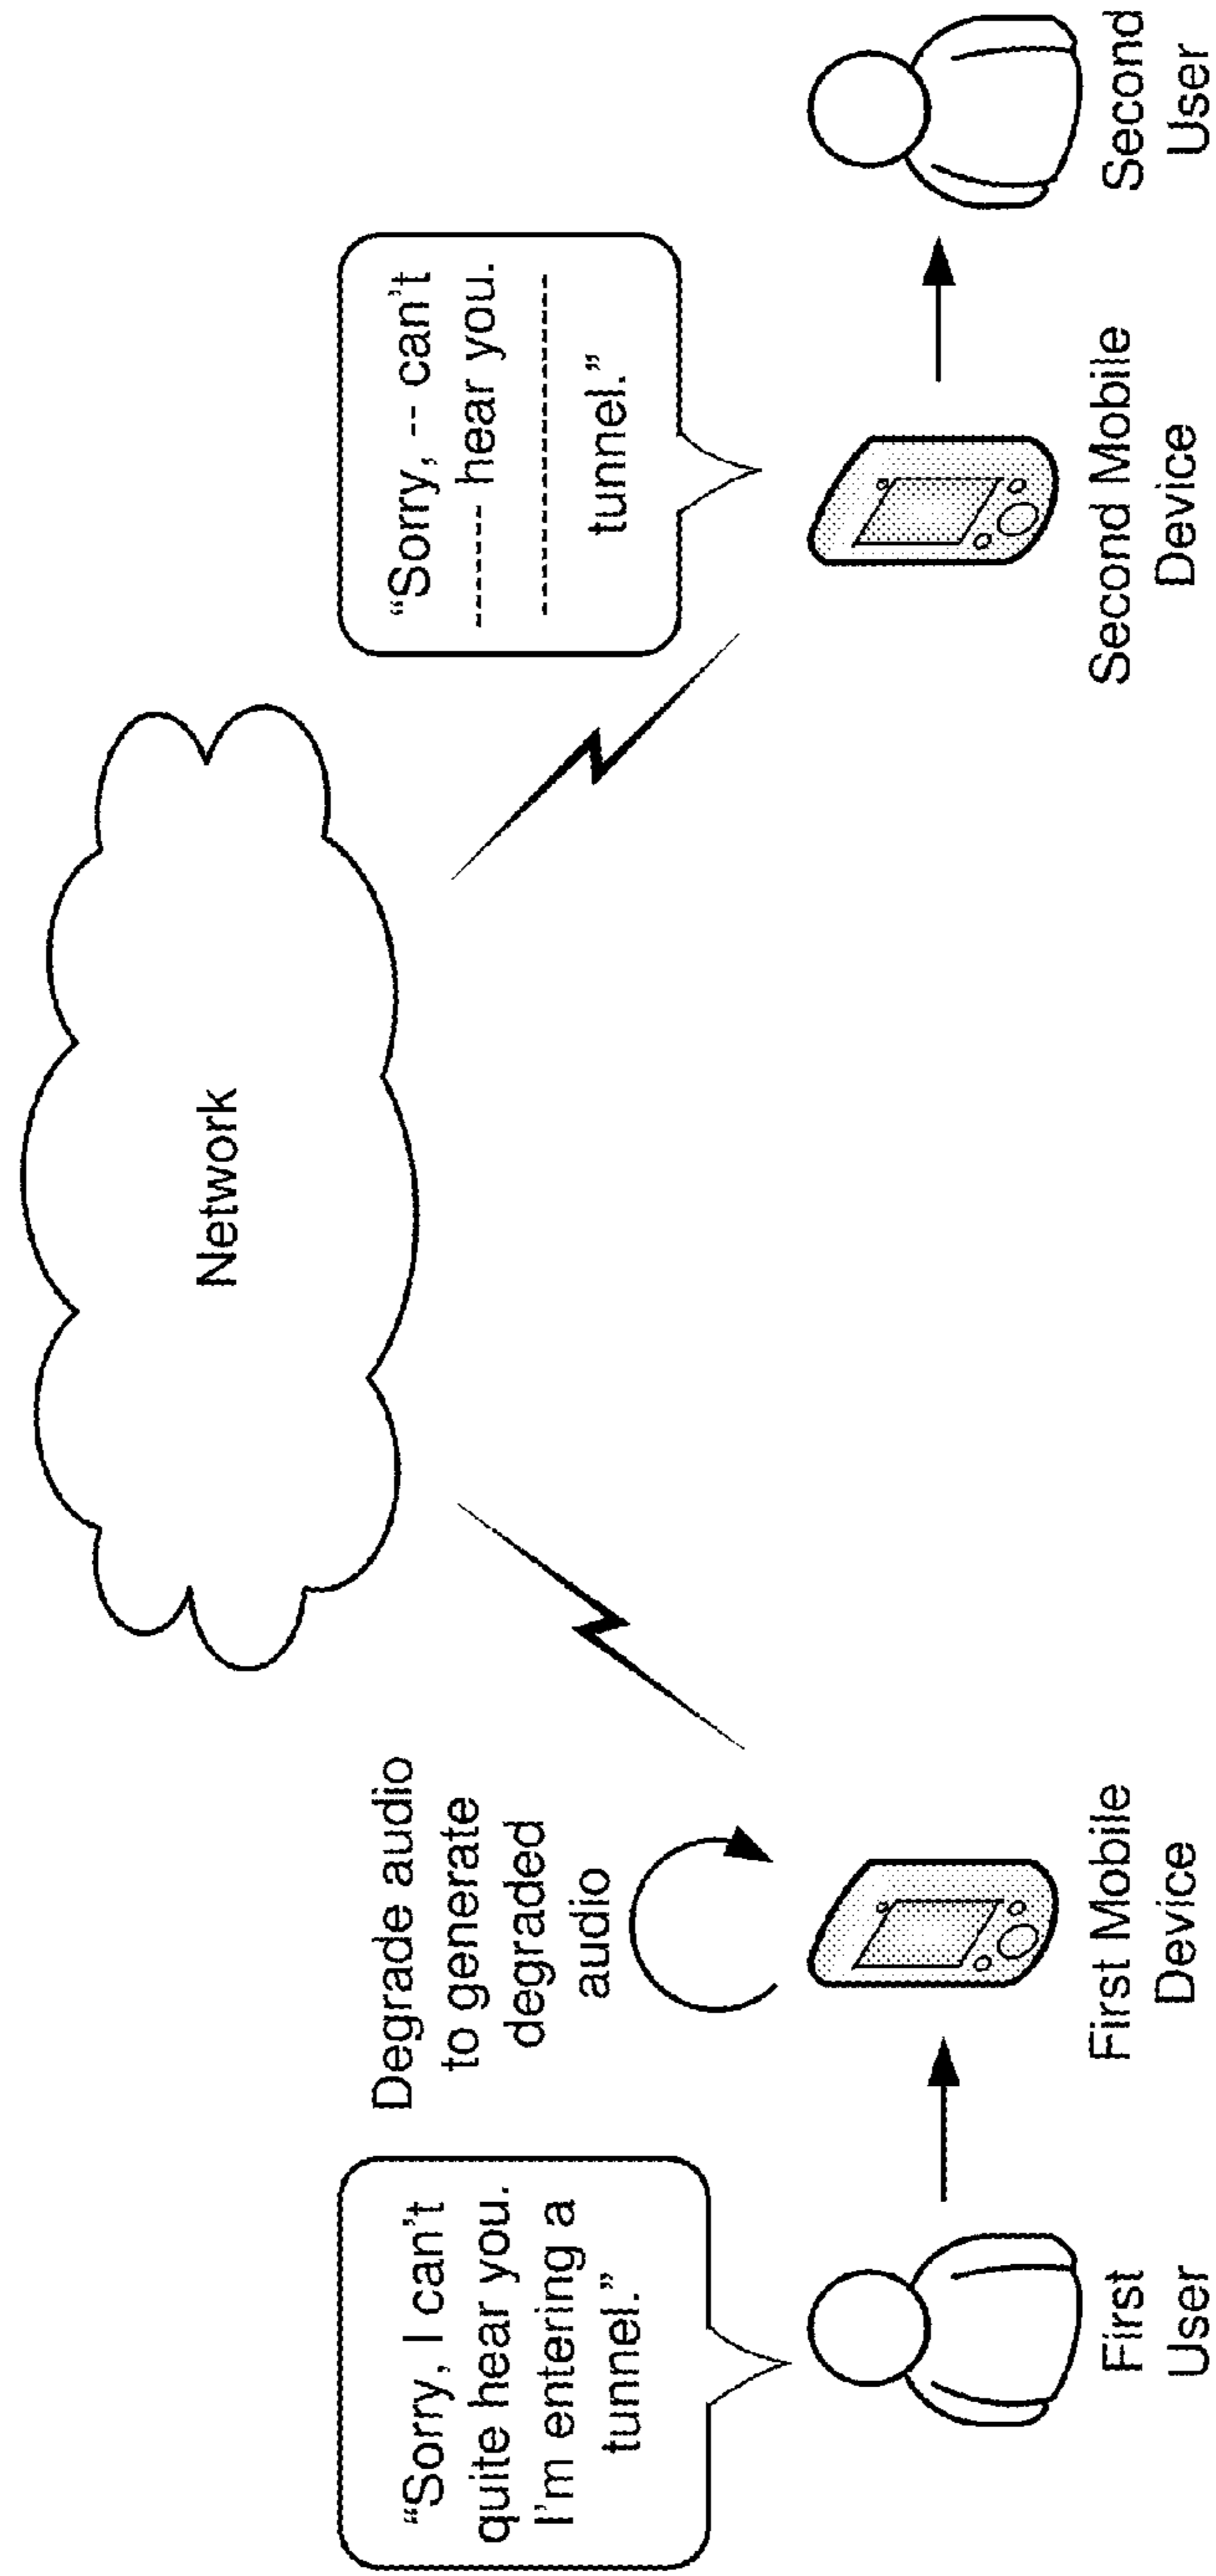 Network
"Sorry, I can't
quite hear you.
I'm entering a
tunnel."
Degrade audio
to generate
degraded
audio
"Sorry, -- can't
------- hear you.
------------------------
tunnel."
First
User
First Mobile
Device
Second Mobile
Device
Second
User